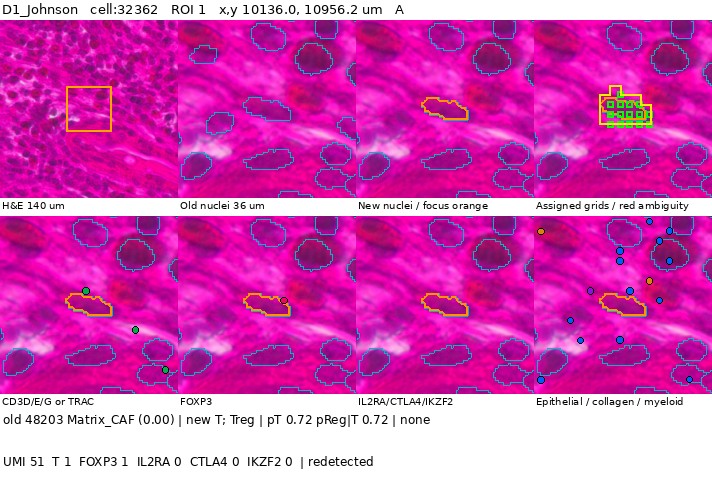 D1_Johnson   cell:32362   ROI 1   x,y 10136.0, 10956.2 um   A
H&E 140 um
Old nuclei 36 um
New nuclei / focus orange
Assigned grids / red ambiguity
CD3D/E/G or TRAC
FOXP3
IL2RA/CTLA4/IKZF2
Epithelial / collagen / myeloid
old 48203 Matrix_CAF (0.00) | new T; Treg | pT 0.72 pReg|T 0.72 | none
UMI 51  T 1  FOXP3 1  IL2RA 0  CTLA4 0  IKZF2 0  | redetected